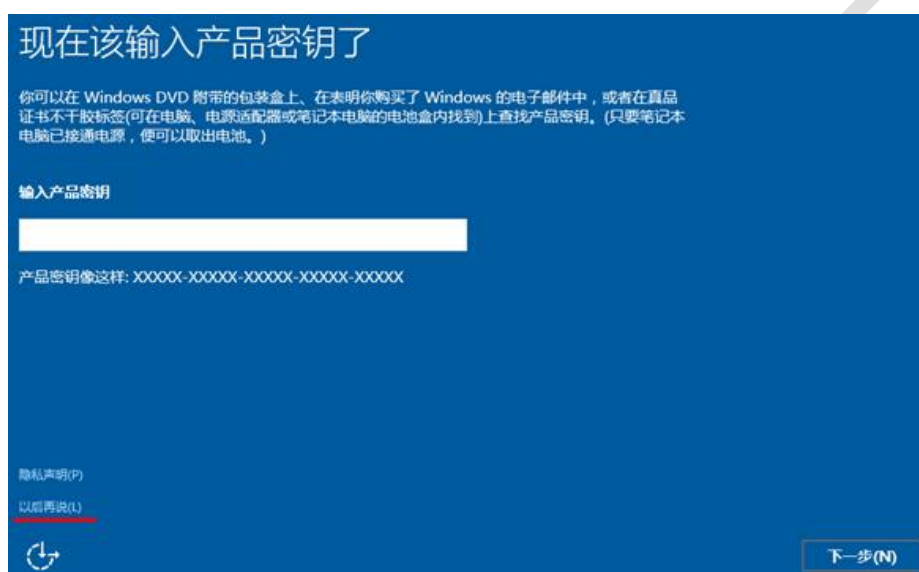 现在该输入产品密钥了
你可以在 Windows DVD 附带的包装盒上、在表明你购买了 Windows 的电子邮件中，或者在真品
证书不干胶标签(可在电脑、电源适配器或笔记本电脑的电池盒内找到)上查找产品密钥。(只要笔记本
电脑已接通电源，便可以取出电池。)
输入产品密钥
产品密钥像这样: XXXXX-XXXXX-XXXXX-XXXXX-XXXXX
隐私声明(P)
以后再说(L)
下一步(N)